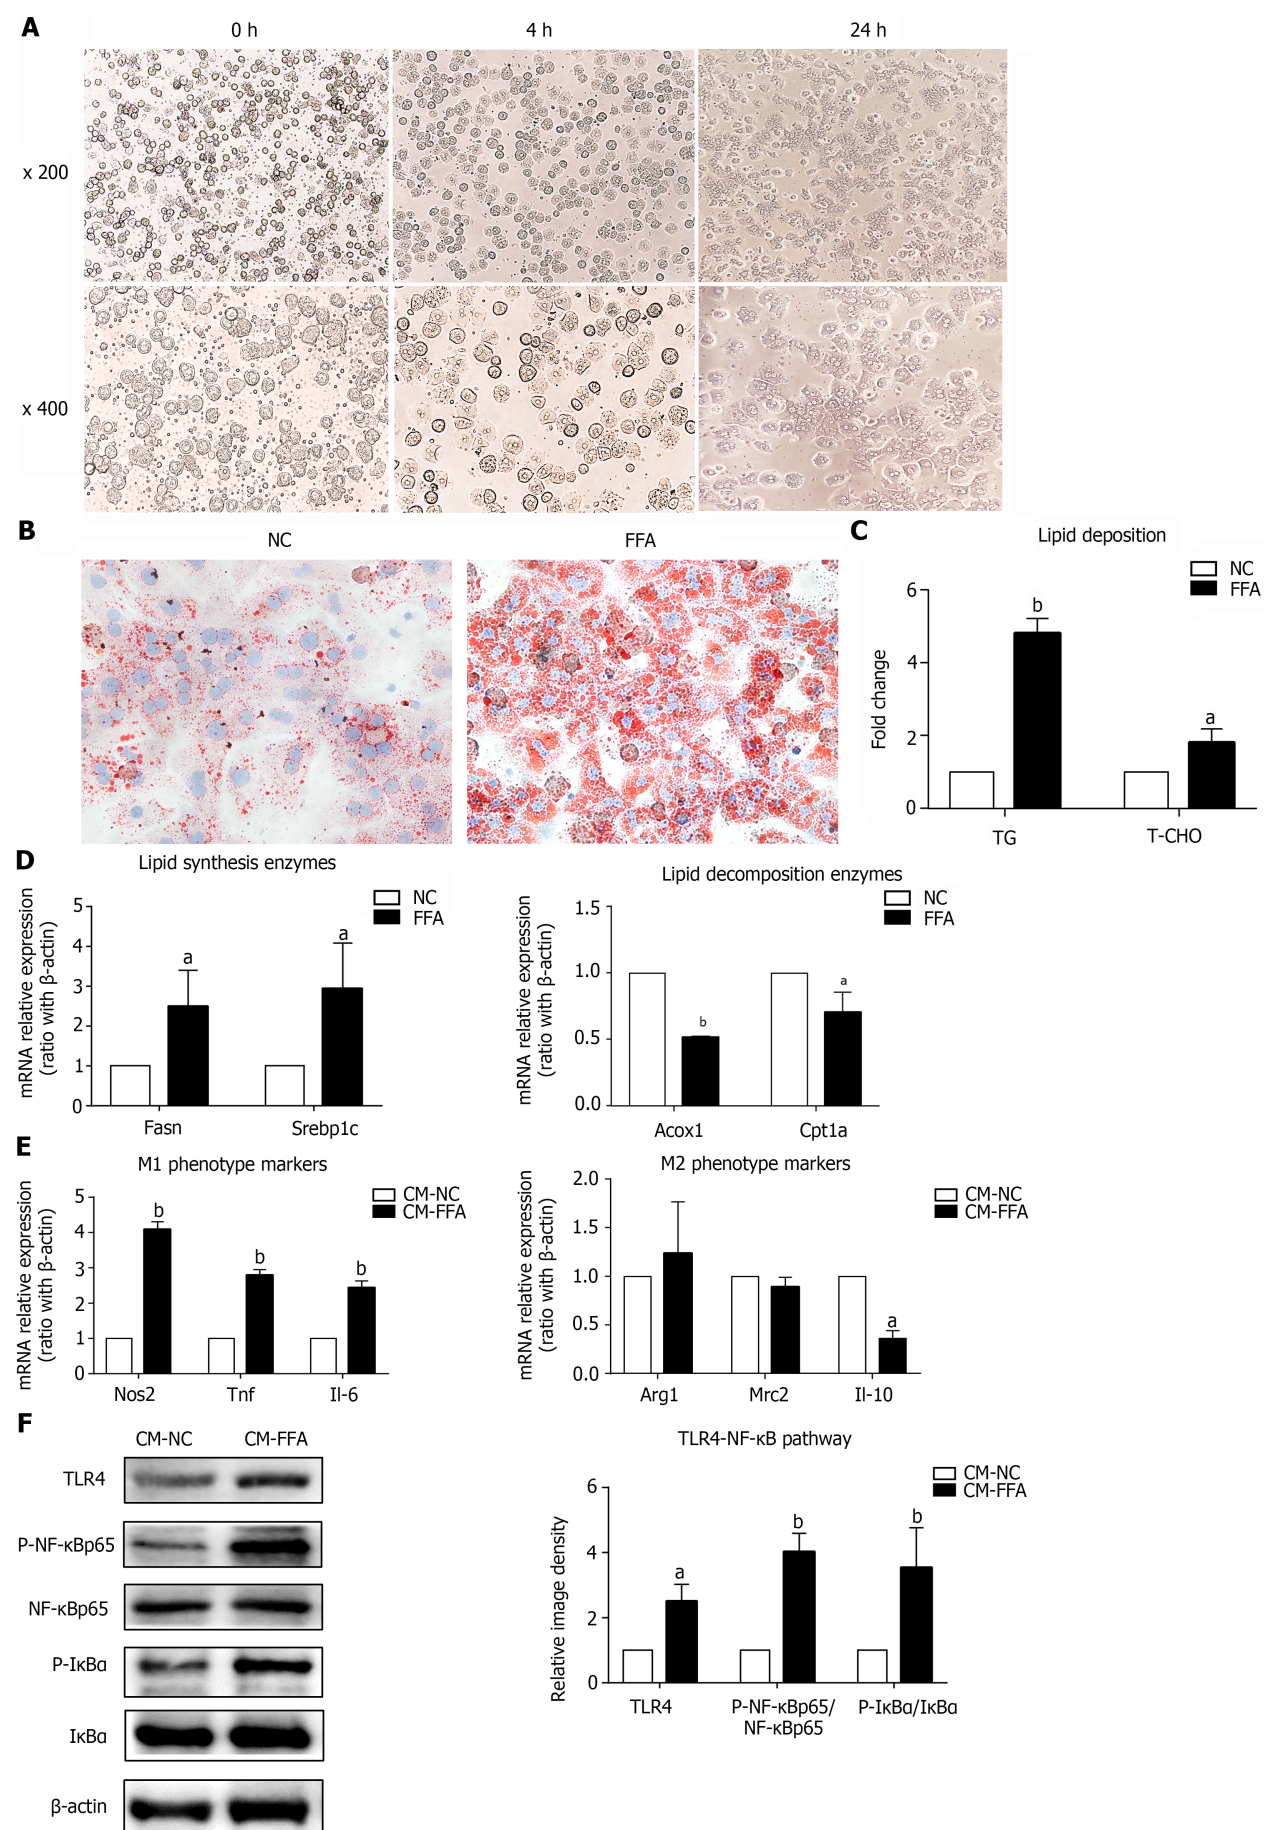 A
0 h
4 h
24 h
x 200
x 400
B
NC
FFA
C
Lipid deposition
NC
FFA
Fold change
6
4
2
0
b
a
TG
T-CHO
D
Lipid synthesis enzymes
NC
FFA
mRNA relative expression
(ratio with β-actin)
5
4
3
2
1
0
a
a
Fasn
Srebp1c
Lipid decomposition enzymes
NC
FFA
mRNA relative expression
(ratio with β-actin)
1.5
1.0
0.5
0.0
b
a
Acox1
Cpt1a
E
M1 phenotype markers
CM-NC
CM-FFA
mRNA relative expression
(ratio with β-actin)
5
4
3
2
1
0
b
b
b
Nos2
Tnf
Il-6
M2 phenotype markers
CM-NC
CM-FFA
mRNA relative expression
(ratio with β-actin)
2.0
1.5
1.0
0.5
0.0
a
Arg1
Mrc2
Il-10
F
CM-NC
CM-FFA
TLR4
P-NF-κBp65
NF-κBp65
P-IκBɑ
IκBɑ
β-actin
TLR4-NF-κB pathway
CM-NC
CM-FFA
Relative image density
6
4
2
0
a
b
b
TLR4
P-NF-κBp65/
NF-κBp65
P-IκBɑ/IκBɑ